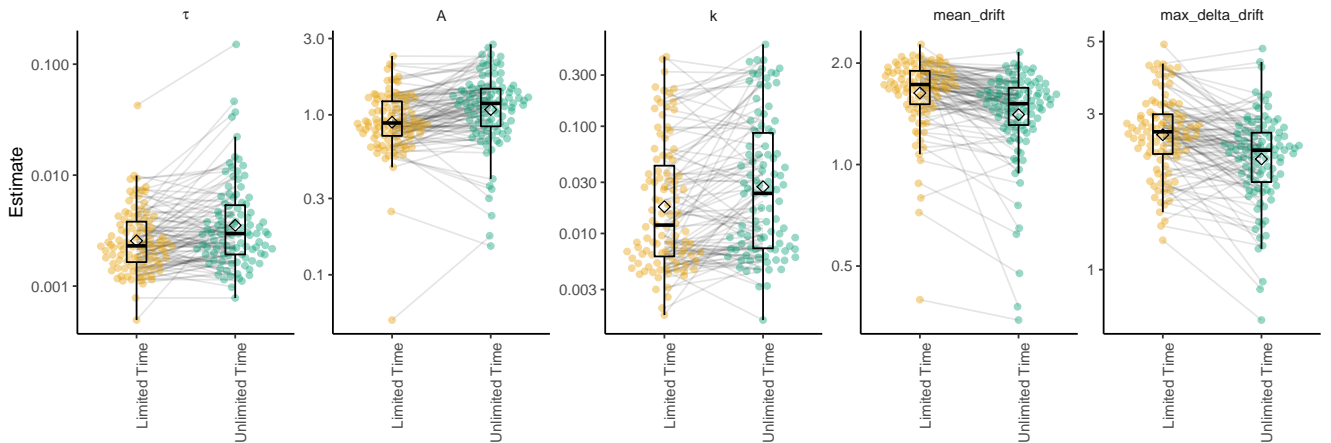 τ
A
k
mean_drift
max_delta_drift
Estimate
0.100
0.010
0.001
3.0
1.0
0.3
0.1
0.300
0.100
0.030
0.010
0.003
2.0
1.0
0.5
5
3
1
Limited Time
Unlimited Time
Limited Time
Unlimited Time
Limited Time
Unlimited Time
Limited Time
Unlimited Time
Limited Time
Unlimited Time